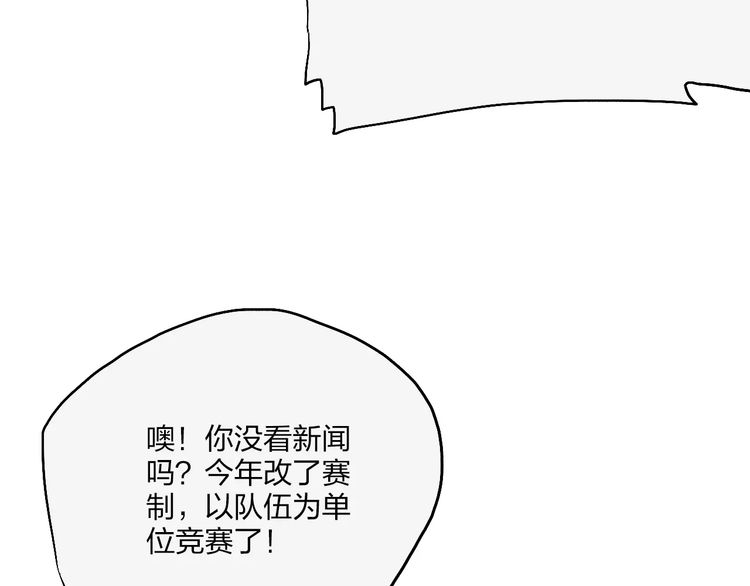 噢！你没看新闻
吗？今年改了赛
制，以队伍为单
位竞赛了！